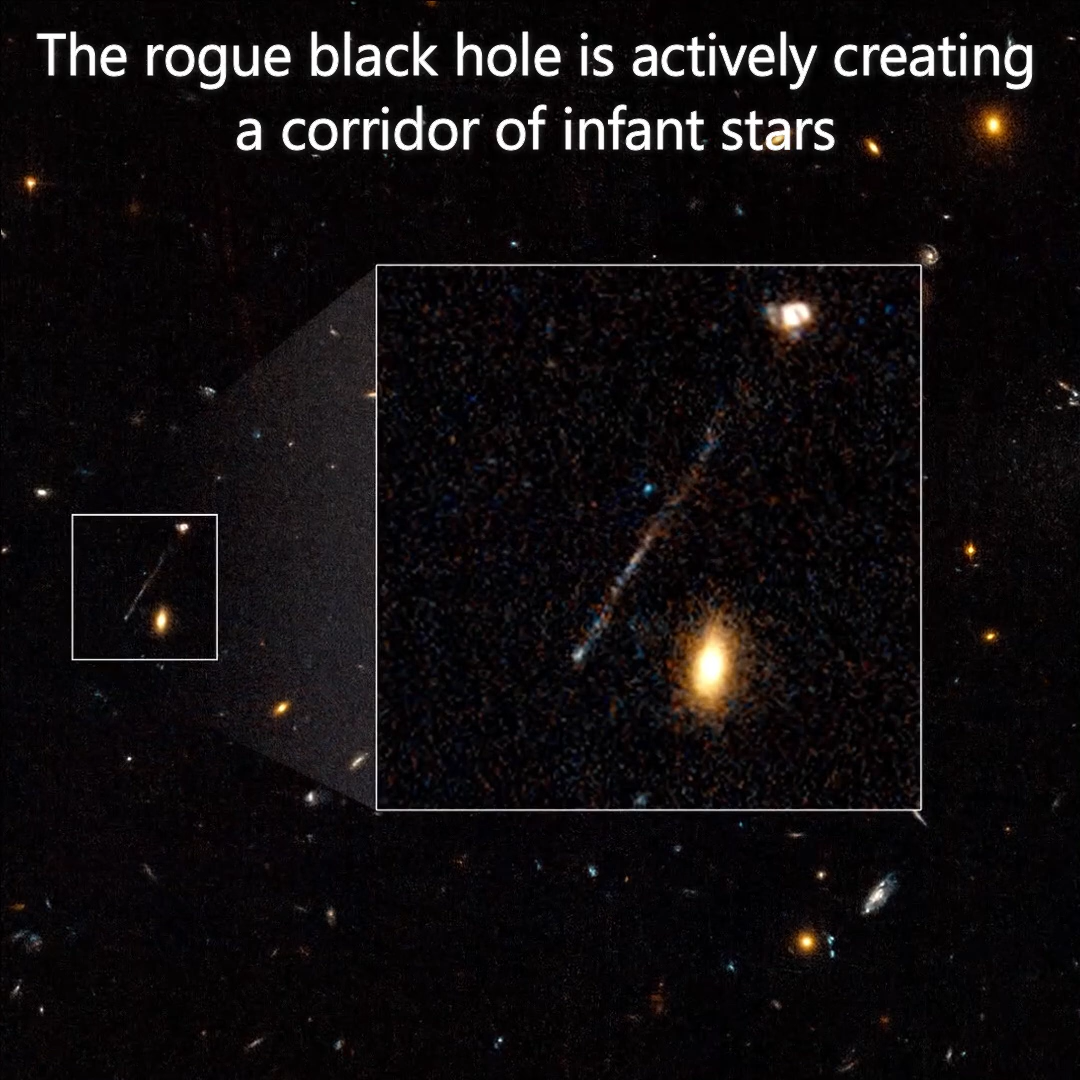 The rogue black hole is actively creating
a corridor of infant stars